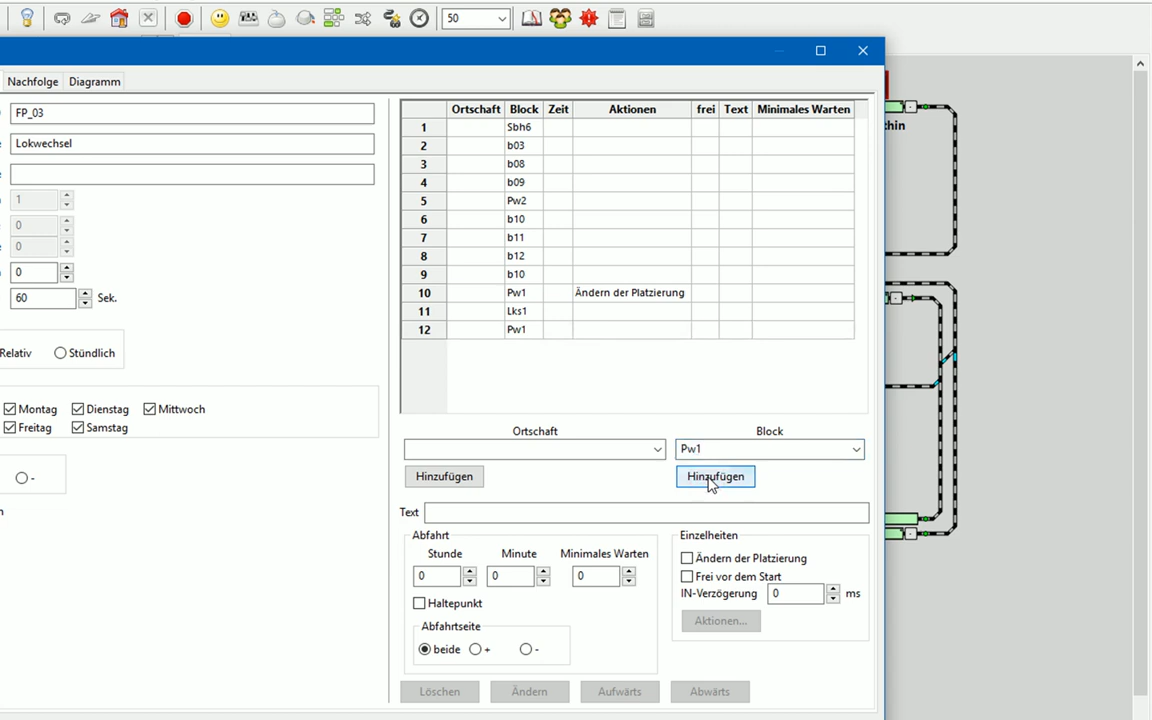 50
Nachfolge Diagramm
FP_03
Lokwechsel
1
0
0
0
60 Sek.
Relativ Stündlich
Montag Dienstag Mittwoch
Freitag Samstag
-
Ortschaft Block Zeit Aktionen frei Text Minimales Warten
1 Sbh6
2 b03
3 b08
4 b09
5 Pw2
6 b10
7 b11
8 b12
9 b10
10 Pw1 Ändern der Platzierung
11 Lks1
12 Pw1
Ortschaft Block
Pw1
Hinzufügen Hinzufügen
Text
Abfahrt
Stunde Minute Minimales Warten
0 0 0
Haltepunkt
Abfahrtseite
beide + -
Einzelheiten
Ändern der Platzierung
Frei vor dem Start
IN-Verzögerung 0 ms
Aktionen...
Löschen Ändern Aufwärts Abwärts
thin